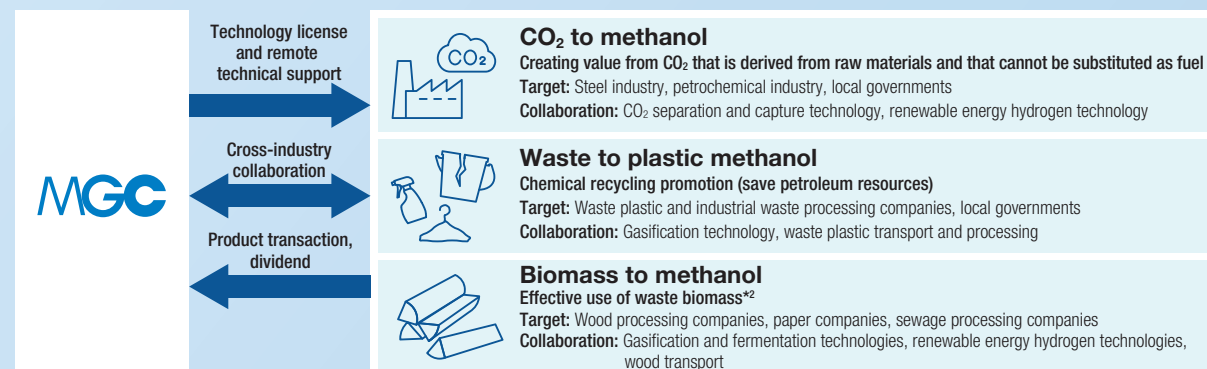 MGC
Technology license
and remote
technical support
Cross-industry
collaboration
Product transaction,
dividend
CO₂
CO₂ to methanol
Creating value from CO₂ that is derived from raw materials and that cannot be substituted as fuel
Target: Steel industry, petrochemical industry, local governments
Collaboration: CO₂ separation and capture technology, renewable energy hydrogen technology
Waste to plastic methanol
Chemical recycling promotion (save petroleum resources)
Target: Waste plastic and industrial waste processing companies, local governments
Collaboration: Gasification technology, waste plastic transport and processing
Biomass to methanol
Effective use of waste biomass*²
Target: Wood processing companies, paper companies, sewage processing companies
Collaboration: Gasification and fermentation technologies, renewable energy hydrogen technologies,
wood transport